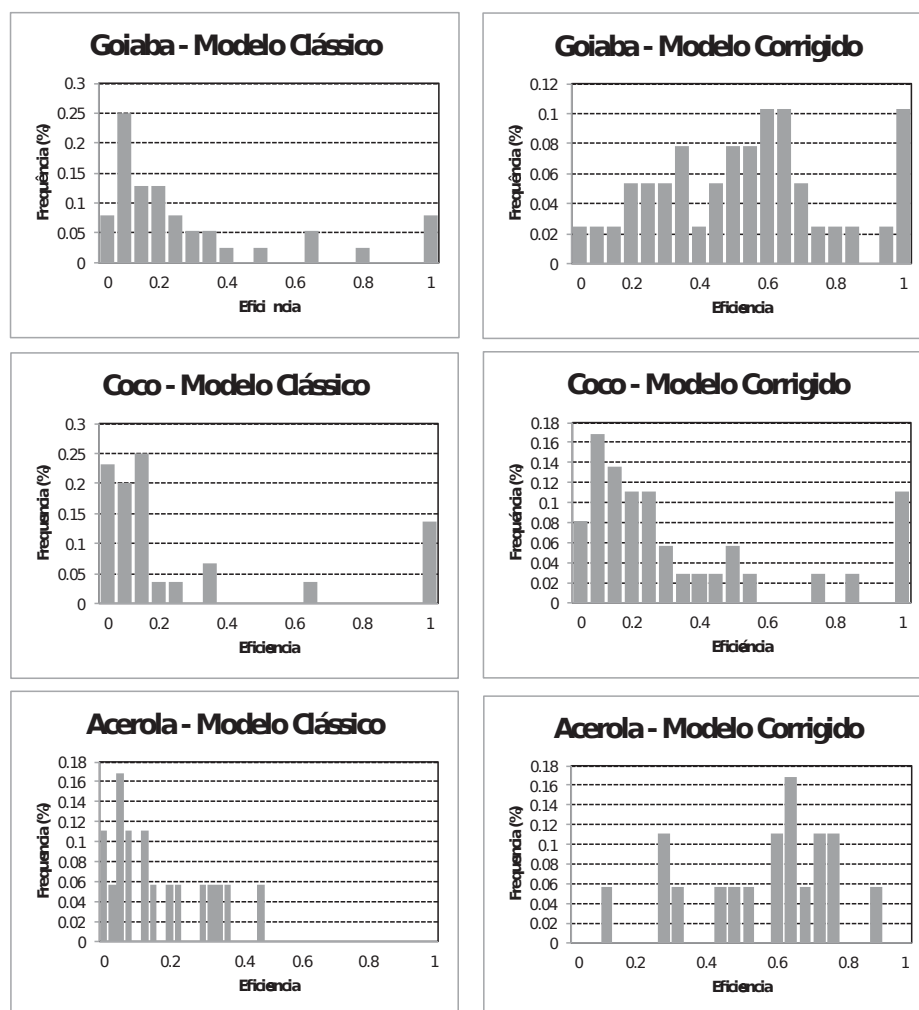 Goiaba - Modelo Clássico
0.3
0.25
0.2
0.15
0.1
0.05
0
Frequência (%)
0 0.2 0.4 0.6 0.8 1
Efici ncia
Goiaba - Modelo Corrigido
0.12
0.1
0.08
0.06
0.04
0.02
0
Frequência (%)
0 0.2 0.4 0.6 0.8 1
Eficiencia
Coco - Modelo Clássico
0.3
0.25
0.2
0.15
0.1
0.05
0
Frequencia (%)
0 0.2 0.4 0.6 0.8 1
Eficiencia
Coco - Modelo Corrigido
0.18
0.16
0.14
0.12
0.1
0.08
0.06
0.04
0.02
0
Frequência (%)
0 0.2 0.4 0.6 0.8 1
Eficiência
Acerola - Modelo Clássico
0.18
0.16
0.14
0.12
0.1
0.08
0.06
0.04
0.02
0
Frequencia (%)
0 0.2 0.4 0.6 0.8 1
Eficiencia
Acerola - Modelo Corrigido
0.18
0.16
0.14
0.12
0.1
0.08
0.06
0.04
0.02
0
Frequencia (%)
0 0.2 0.4 0.6 0.8 1
Eficiencia